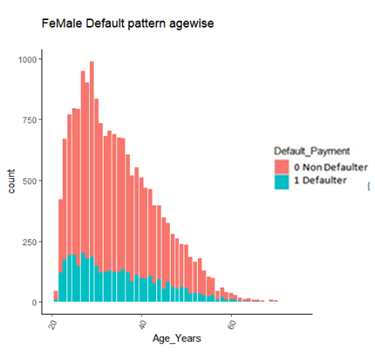 FeMale Default pattern agewise
1000
750
500
250
0
count
20
40
60
Age_Years
Default_Payment
0 Non Defaulter
1 Defaulter